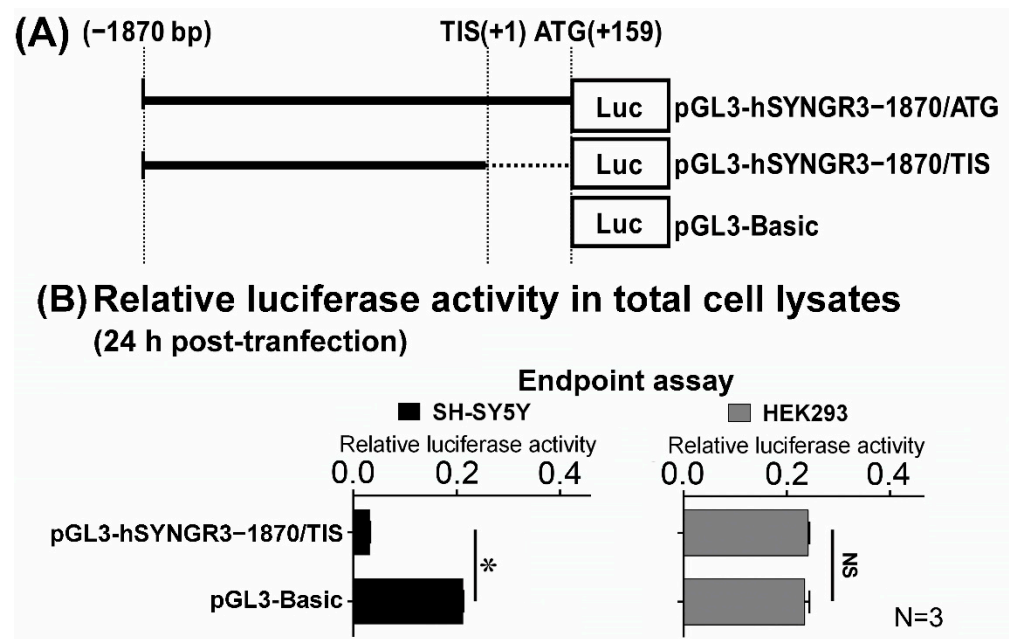 (A) (−1870 bp) TIS(+1) ATG(+159)
Luc pGL3-hSYNGR3−1870/ATG
Luc pGL3-hSYNGR3−1870/TIS
Luc pGL3-Basic
(B) Relative luciferase activity in total cell lysates
(24 h post-tranfection)
Endpoint assay
SH-SY5Y HEK293
Relative luciferase activity Relative luciferase activity
0.0 0.2 0.4 0.0 0.2 0.4
pGL3-hSYNGR3−1870/TIS
* NS
pGL3-Basic
N=3